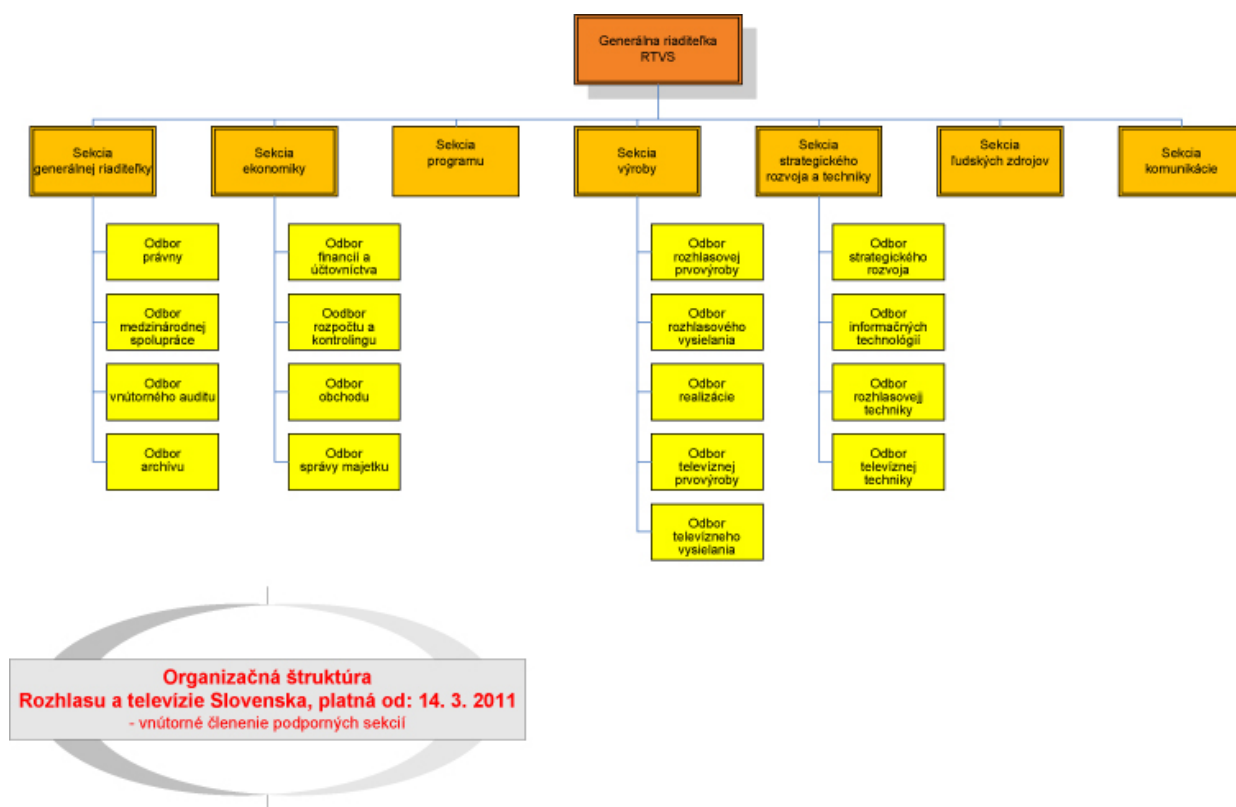 Generálna riaditeľka
RTVS
Sekcia
generálnej riaditeľky
Sekcia
ekonomiky
Sekcia
programu
Sekcia
výroby
Sekcia
strategického
rozvoja a techniky
Sekcia
ľudských zdrojov
Sekcia
komunikácie
Odbor
právny
Odbor
medzinárodnej
spolupráce
Odbor
vnútorného auditu
Odbor
archívu
Odbor
financií a
účtovníctva
Oodbor
rozpočtu a
kontrolingu
Odbor
obchodu
Odbor
správy majetku
Odbor
rozhlasovej
prvovýroby
Odbor
rozhlasového
vysielania
Odbor
realizácie
Odbor
televíznej
prvovýroby
Odbor
televízneho
vysielania
Odbor
strategického
rozvoja
Odbor
informačných
technológií
Odbor
rozhlasovejj
techniky
Odbor
televíznej
techniky
Organizačná štruktúra
Rozhlasu a televízie Slovenska, platná od: 14. 3. 2011
- vnútorné členenie podporných sekcií